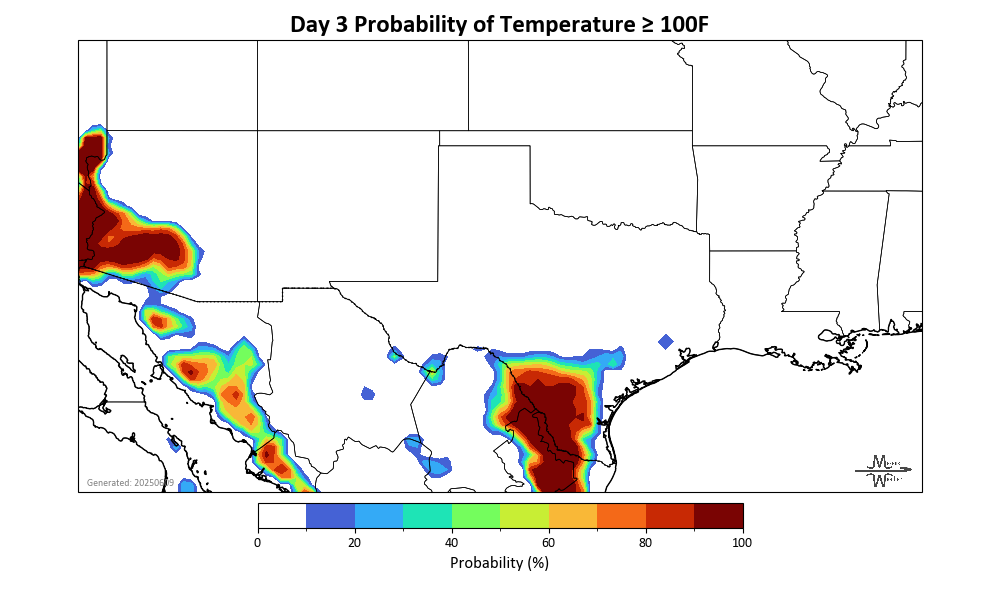 Day 3 Probability of Temperature ≥ 100F
Generated: 20250609
0 20 40 60 80 100
Probability (%)